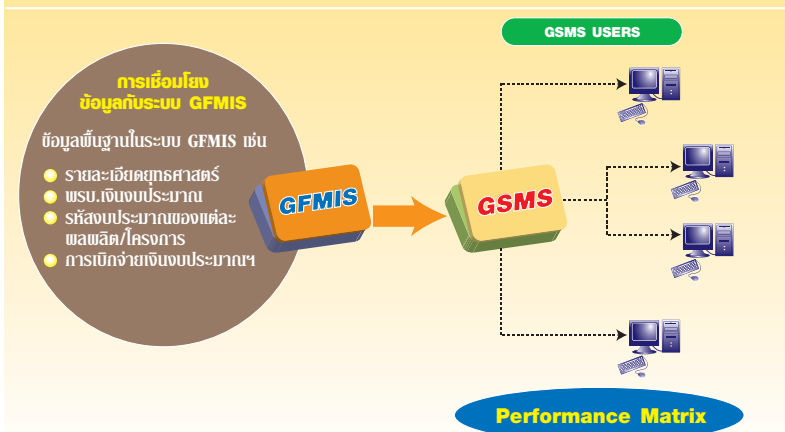 GSMS USERS
การเชื่อมโยง
ข้อมูลกับระบบ GFMIS
ข้อมูลพื้นฐานในระบบ GFMIS เช่น
รายละเอียดยุทธศาสตร์
พรบ.เงินงบประมาณ
รหัสงบประมาณของแต่ละ
ผลผลิต/โครงการ
การเบิกจ่ายเงินงบประมาณฯ
GFMIS
GSMS
Performance Matrix